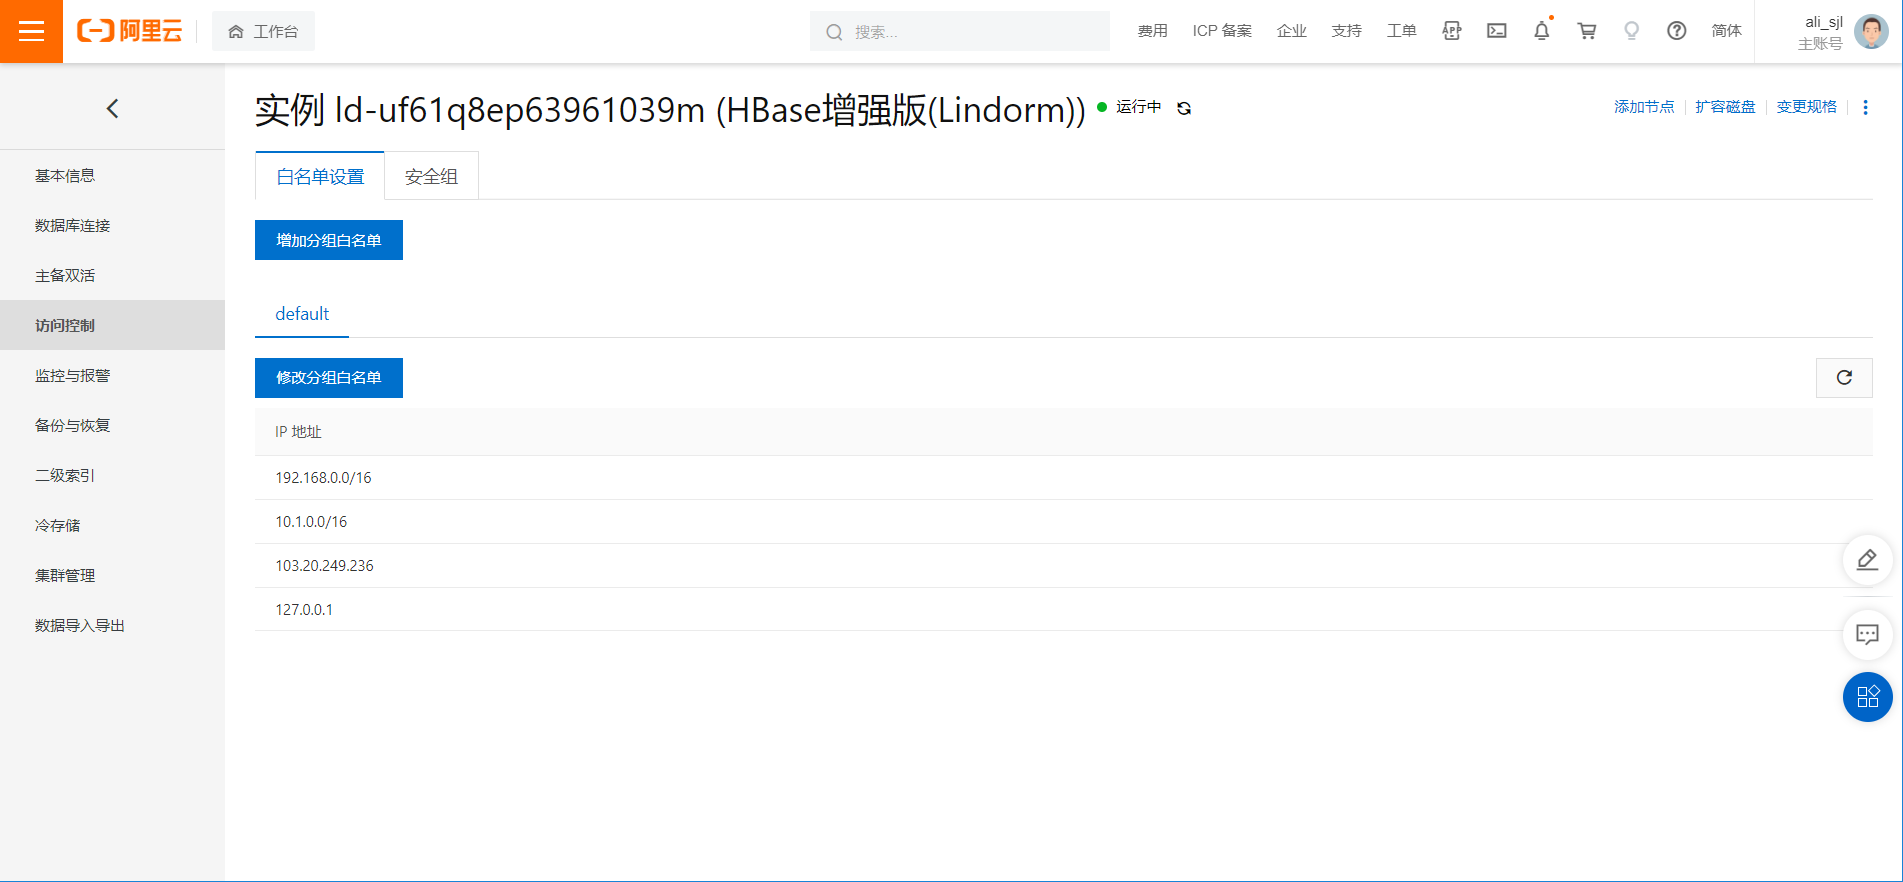 阿里云
工作台
搜索...
费用 ICP 备案 企业 支持 工单 APP 简体
ali_sjl
主账号
实例 ld-uf61q8ep63961039m (HBase增强版(Lindorm)) 运行中
添加节点 扩容磁盘 变更规格
基本信息
数据库连接
主备双活
访问控制
监控与报警
备份与恢复
二级索引
冷存储
集群管理
数据导入导出
白名单设置 安全组
增加分组白名单
default
修改分组白名单
IP 地址
192.168.0.0/16
10.1.0.0/16
103.20.249.236
127.0.0.1